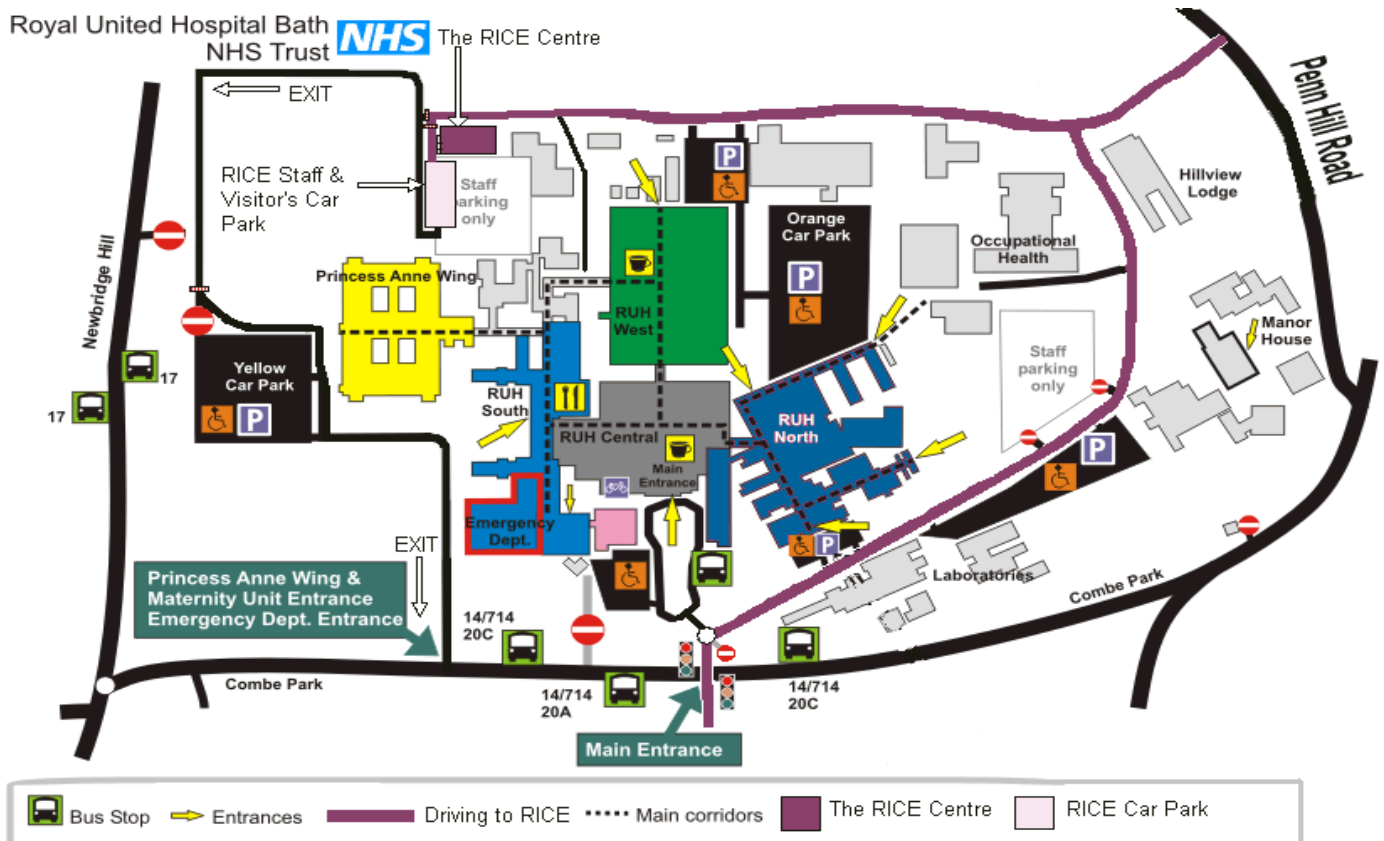 Royal United Hospital Bath
NHS Trust
NHS
The RICE Centre
EXIT
RICE Staff &
Visitor's Car
Park
Staff
parking
only
P
Orange
Car Park
P
Hillview
Lodge
Penn Hill Road
Occupational
Health
Princess Anne Wing
RUH
West
Manor
House
Newbridge Hill
Yellow
Car Park
P
17
17
RUH
South
RUH Central
RUH
North
Staff
parking
only
Main
Entrance
P
Emergency
Dept.
P
EXIT
Laboratories
Combe Park
Princess Anne Wing &
Maternity Unit Entrance
Emergency Dept. Entrance
14/714
20C
Combe Park
14/714
20A
14/714
20C
Main Entrance
Bus Stop
Entrances
Driving to RICE
Main corridors
The RICE Centre
RICE Car Park